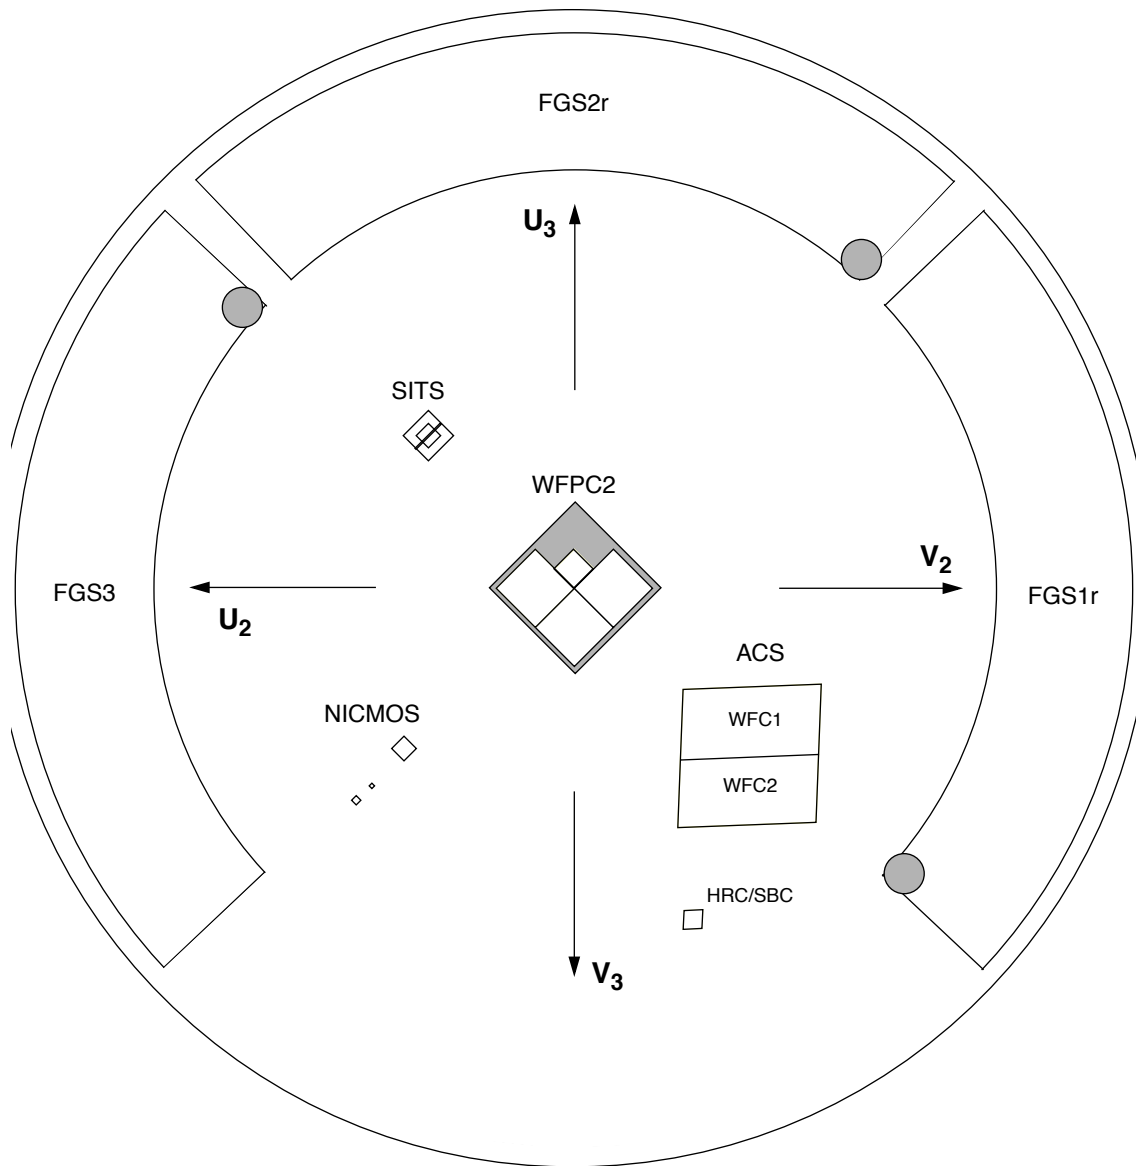 FGS2r
U3
SITS
WFPC2
V2
FGS3
U2
FGS1r
ACS
NICMOS
WFC1
WFC2
HRC/SBC
V3